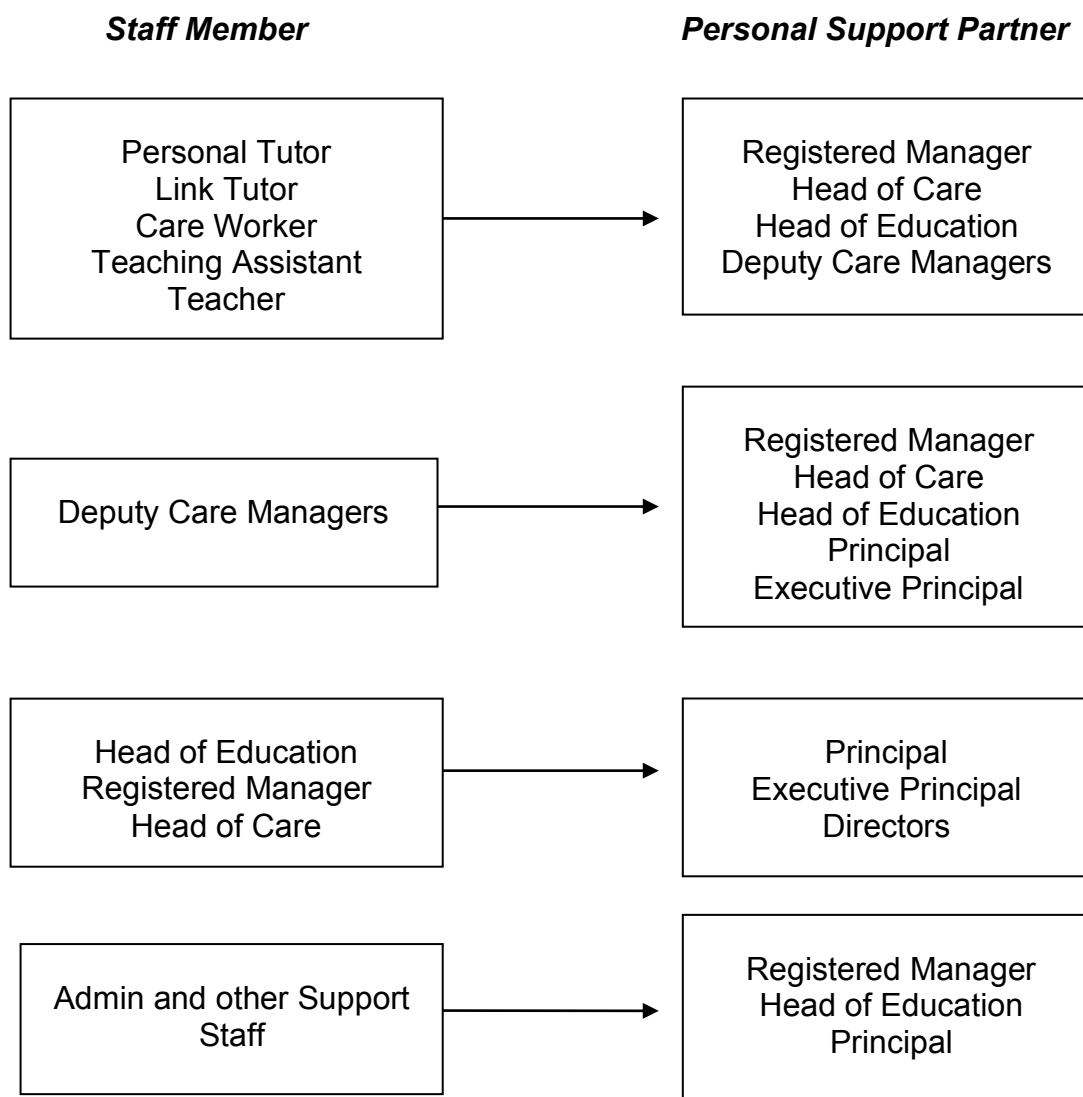 Staff Member
Personal Support Partner
Personal Tutor
Link Tutor
Care Worker
Teaching Assistant
Teacher
Registered Manager
Head of Care
Head of Education
Deputy Care Managers
Deputy Care Managers
Registered Manager
Head of Care
Head of Education
Principal
Executive Principal
Head of Education
Registered Manager
Head of Care
Principal
Executive Principal
Directors
Admin and other Support
Staff
Registered Manager
Head of Education
Principal